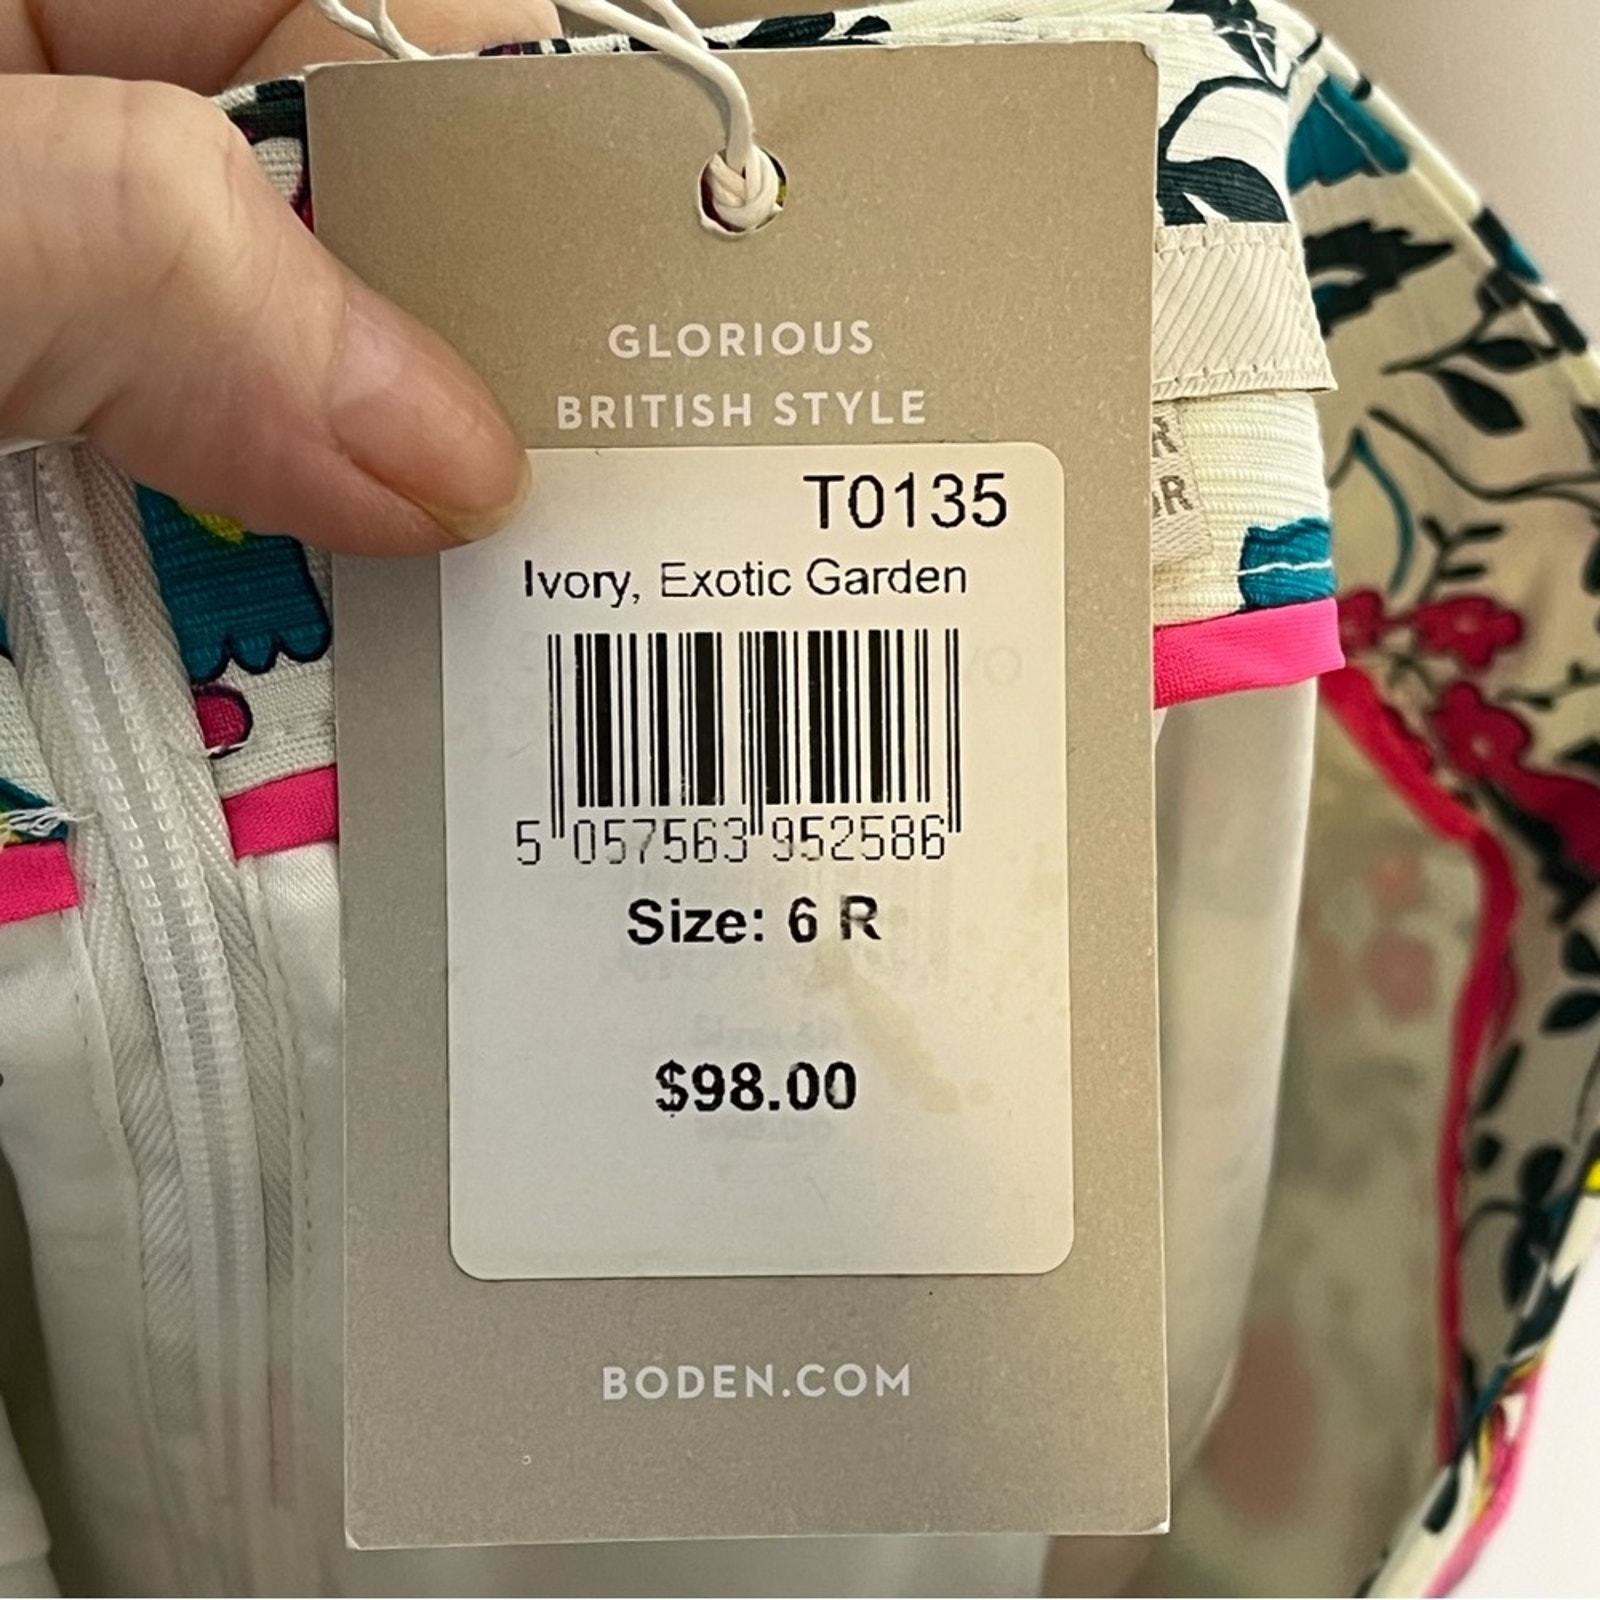 GLORIOUS
BRITISH STYLE
T0135
Ivory, Exotic Garden
5 057563 952586
Size: 6 R
$98.00
BODEN.COM